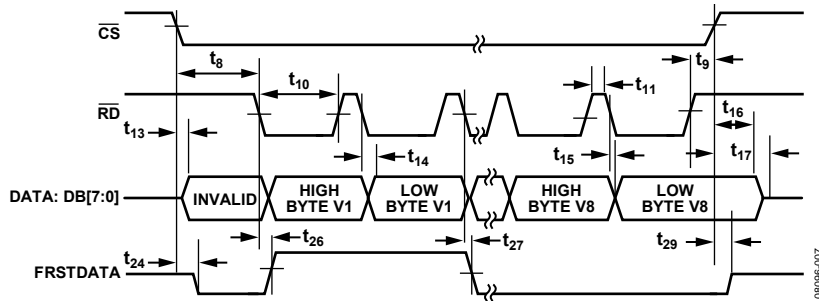 CS
t8
t9
t10
t11
RD
t16
t13
t14
t15
t17
DATA: DB[7:0]
INVALID
HIGH BYTE V1
LOW BYTE V1
HIGH BYTE V8
LOW BYTE V8
t24
t26
t27
t29
FRSTDATA
08096-007